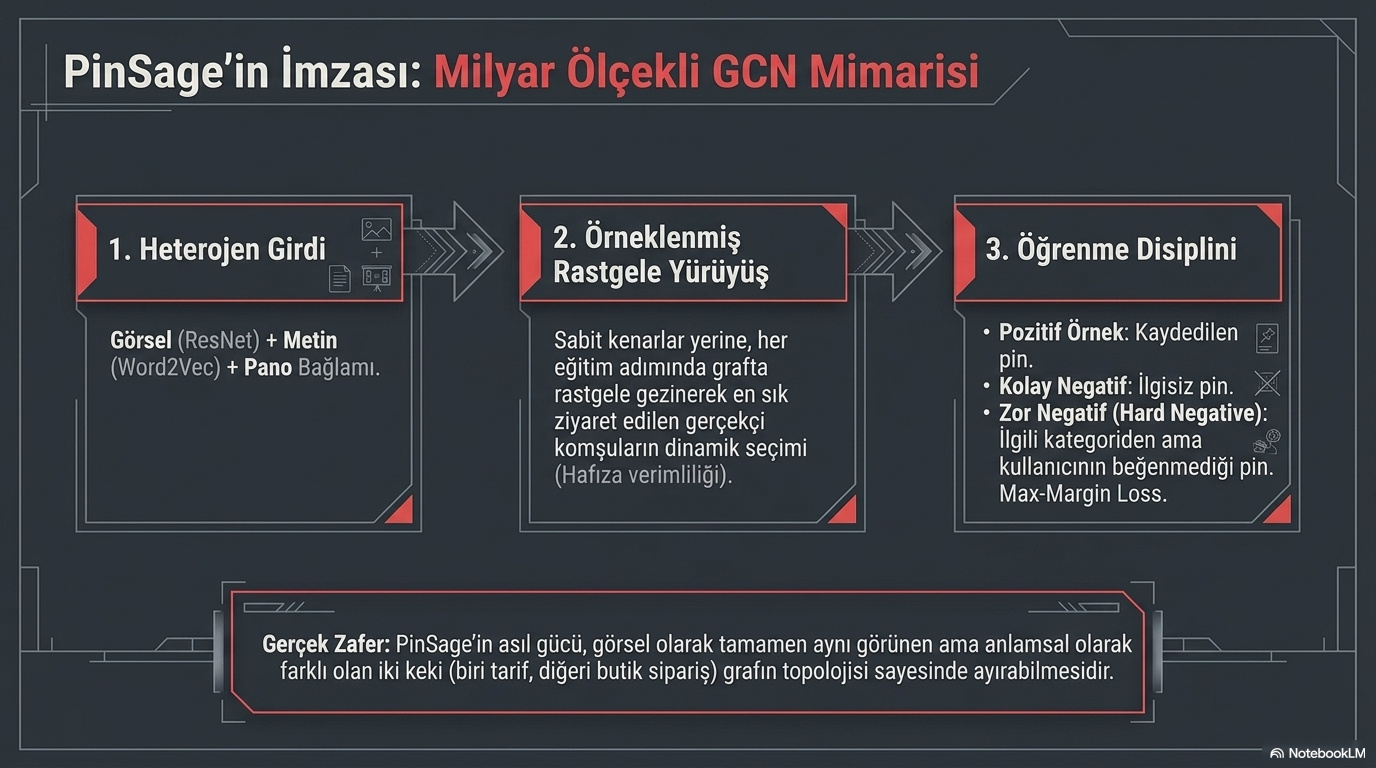 PinSage’in İmzası: Milyar Ölçekli GCN Mimarisi
1. Heterojen Girdi
Görsel (ResNet) + Metin
(Word2Vec) + Pano Bağlamı.
2. Örneklenmiş
Rastgele Yürüyüş
Sabit kenarlar yerine, her
eğitim adımında grafta
rastgele gezinerek en sık
ziyaret edilen gerçekçi
komşuların dinamik seçimi
(Hafıza verimliliği).
3. Öğrenme Disiplini
• Pozitif Örnek: Kaydedilen
pin.
• Kolay Negatif: İlgisiz pin.
• Zor Negatif (Hard Negative):
İlgili kategoriden ama
kullanıcının beğenmediği pin.
Max-Margin Loss.
Gerçek Zafer: PinSage’in asıl gücü, görsel olarak tamamen aynı görünen ama anlamsal olarak
farklı olan iki keki (biri tarif, diğeri butik sipariş) grafın topolojisi sayesinde ayırabilmesidir.
NotebookLM